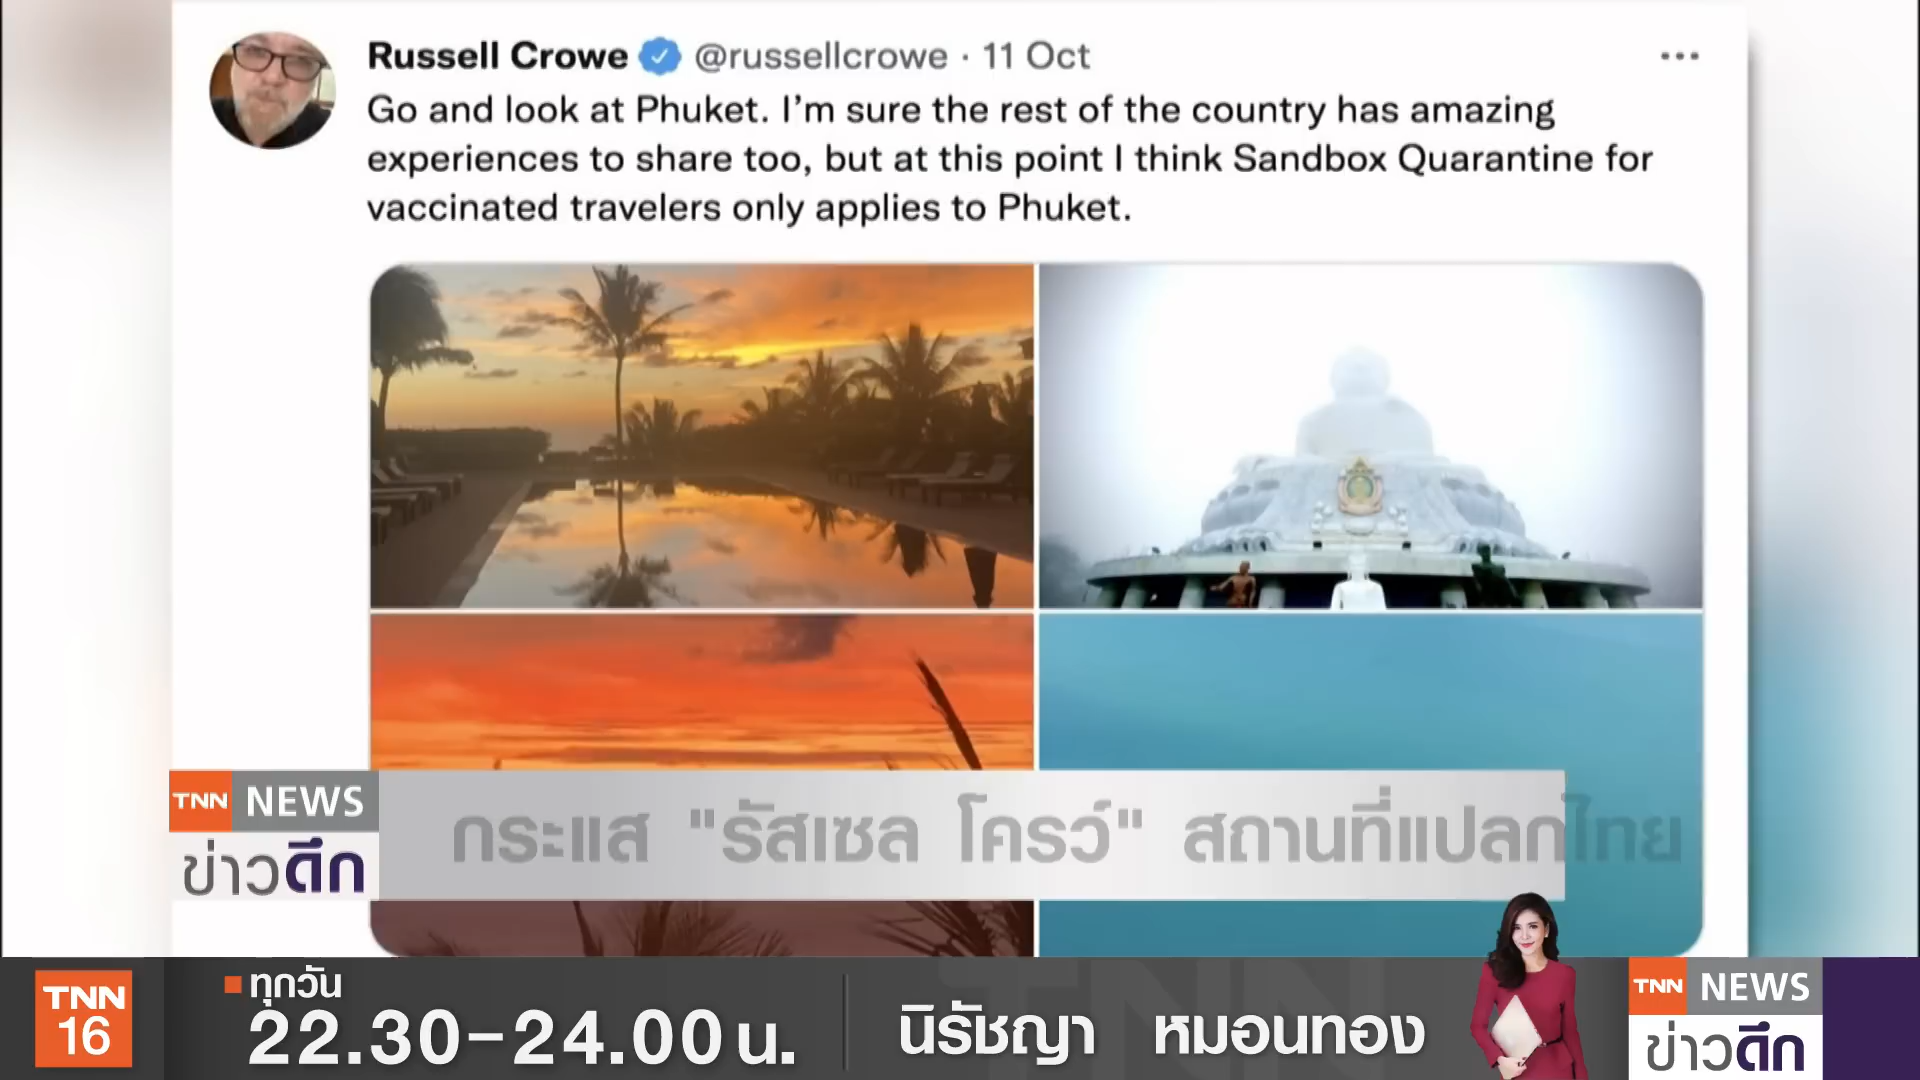 Russell Crowe @russellcrowe · 11 Oct
Go and look at Phuket. I'm sure the rest of the country has amazing
experiences to share too, but at this point I think Sandbox Quarantine for
vaccinated travelers only applies to Phuket.
TNN NEWS
ข่าวดึก
กระแส "รัสเซล โครว์" สถานที่แปลกไทย
TNN
16
ทุกวัน
22.30-24.00 น.
นิรัชญา หมอนทอง
TNN NEWS
ข่าวดึก